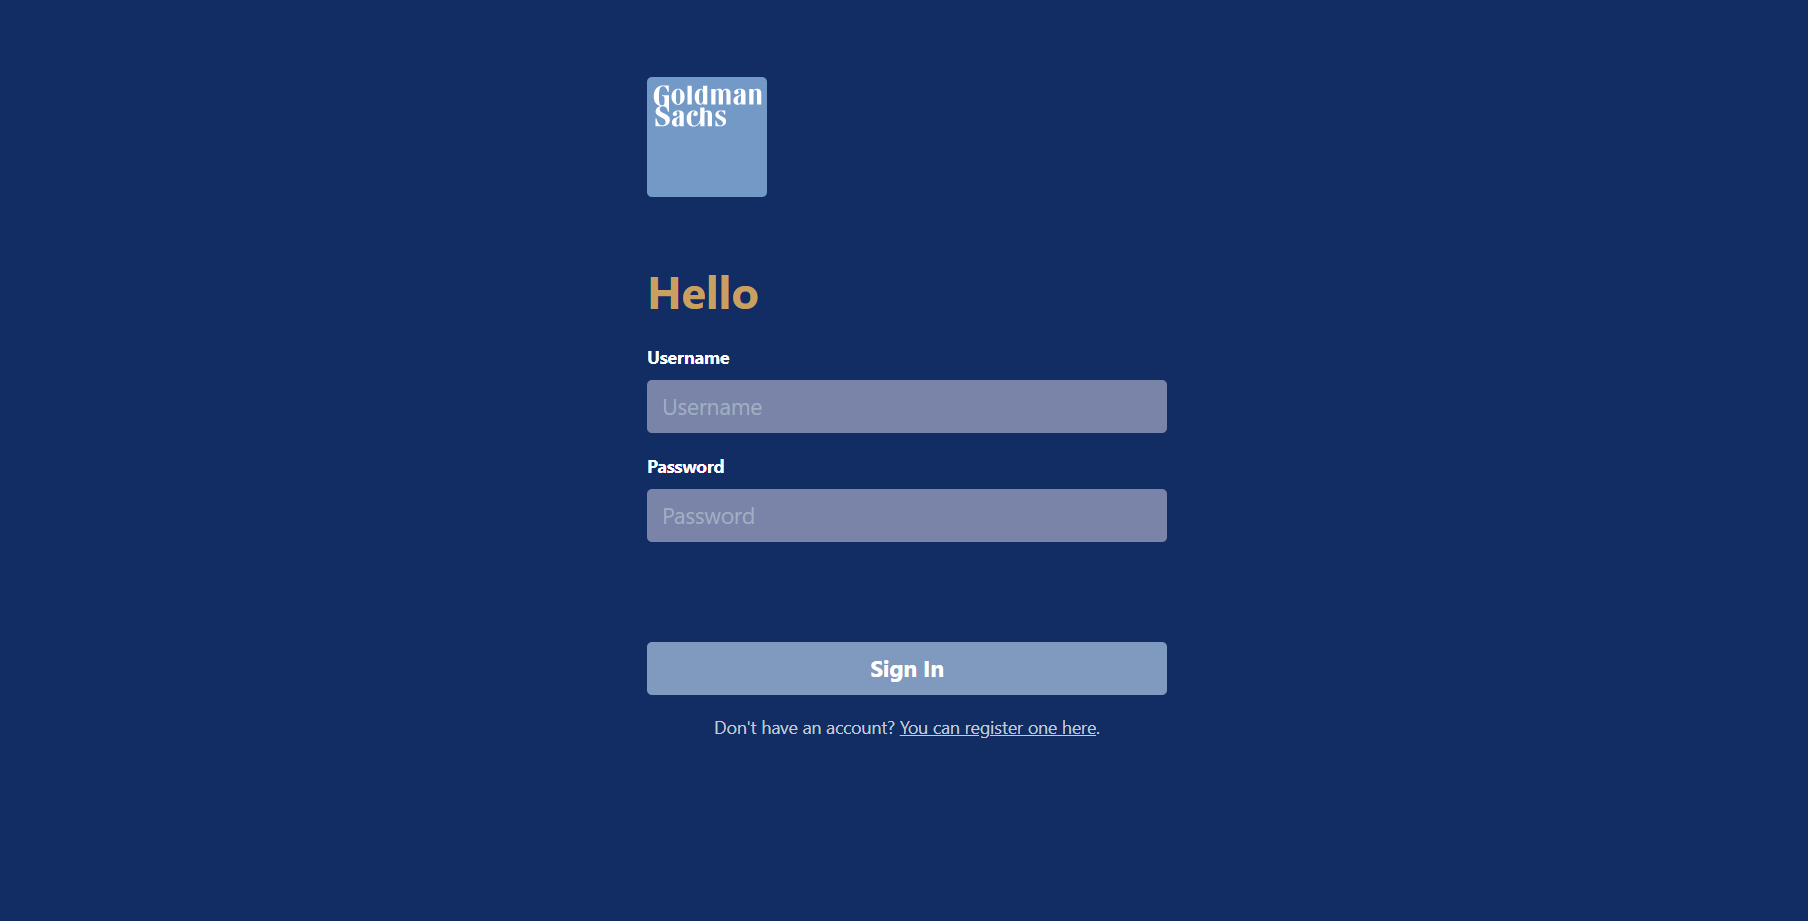 Goldman
Sachs
Hello
Username
Username
Password
Password
Sign In
Don't have an account? You can register one here.